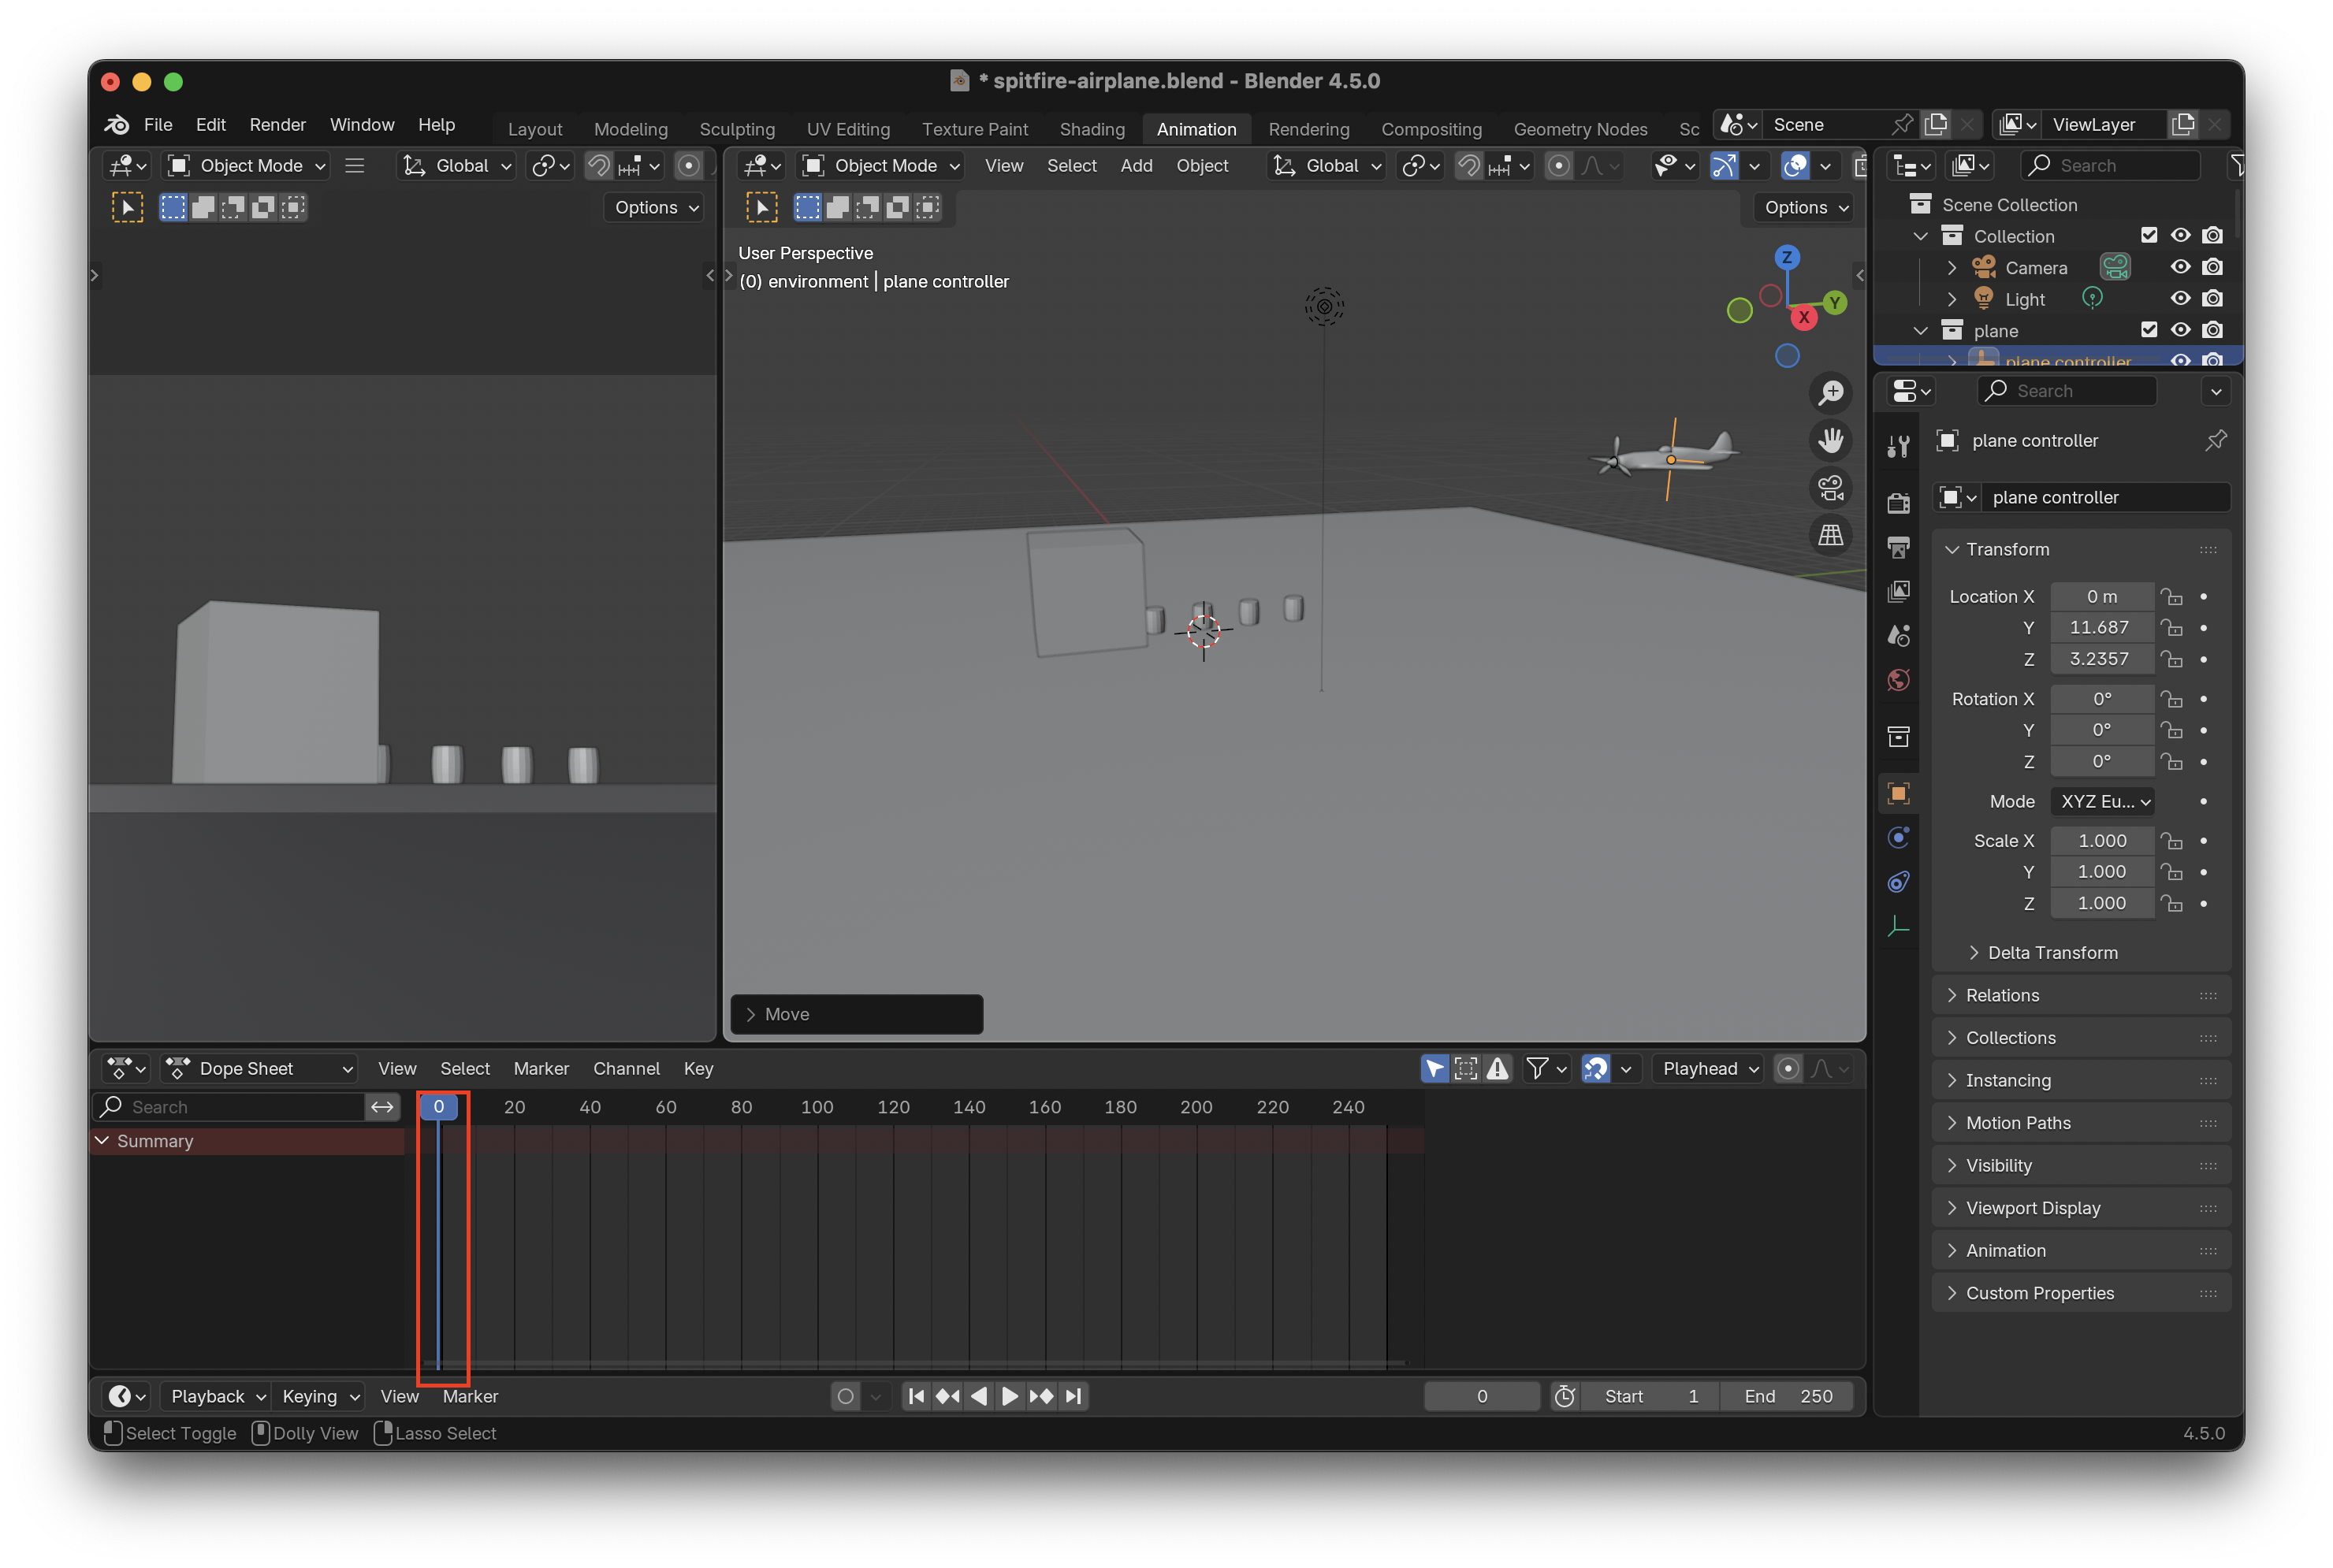 * spitfire-airplane.blend - Blender 4.5.0
File Edit Render Window Help
Layout Modeling Sculpting UV Editing Texture Paint Shading Animation Rendering Compositing Geometry Nodes Sc
Scene
ViewLayer
Object Mode Global
Options
Object Mode View Select Add Object Global
Options
User Perspective
(0) environment | plane controller
Z
Y
X
Move
Search
Scene Collection
Collection
Camera
Light
plane
plane controller
Search
plane controller
plane controller
Transform
Location X 0 m
Y 11.687
Z 3.2357
Rotation X 0°
Y 0°
Z 0°
Mode XYZ Eu...
Scale X 1.000
Y 1.000
Z 1.000
Delta Transform
Relations
Collections
Instancing
Motion Paths
Visibility
Viewport Display
Animation
Custom Properties
Dope Sheet View Select Marker Channel Key
Playhead
Search
0 20 40 60 80 100 120 140 160 180 200 220 240
Summary
Playback Keying View Marker
0 Start 1 End 250
Select Toggle Dolly View Lasso Select
4.5.0